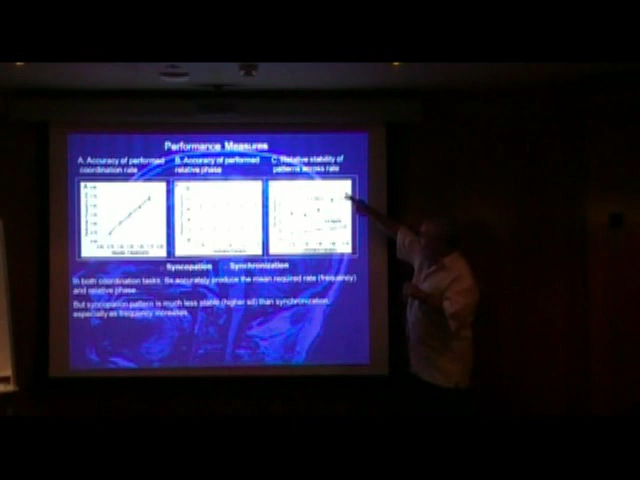 Performance Measures
A. Accuracy of performed coordination rate
B. Accuracy of performed relative phase
C. Relative stability of patterns across rate
Syncopation Synchronization
In both coordination tasks, Ss accurately produce the mean required rate (frequency)
and relative phase.
But syncopation pattern is much less stable (higher sd) than synchronization,
especially as frequency increases.